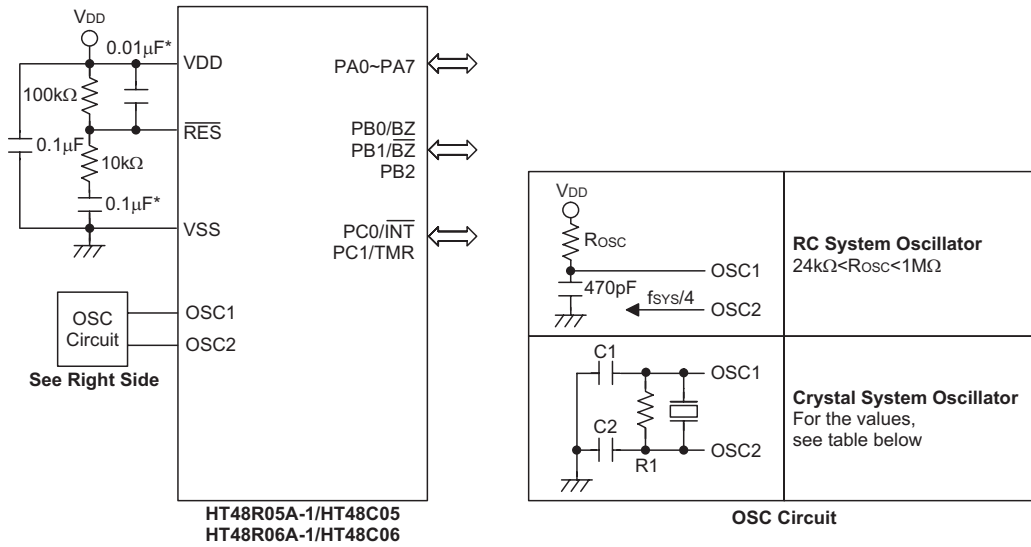 VDD
0.01μF*
VDD
100kΩ
RES
0.1μF
10kΩ
0.1μF*
VSS
OSC
Circuit
OSC1
OSC2
See Right Side
PA0~PA7
PB0/BZ
PB1/BZ
PB2
PC0/INT
PC1/TMR
HT48R05A-1/HT48C05
HT48R06A-1/HT48C06
VDD
ROSC
OSC1
470pF
fSYS/4
OSC2
RC System Oscillator
24kΩ<ROSC<1MΩ
C1
OSC1
C2
R1
OSC2
Crystal System Oscillator
For the values,
see table below
OSC Circuit